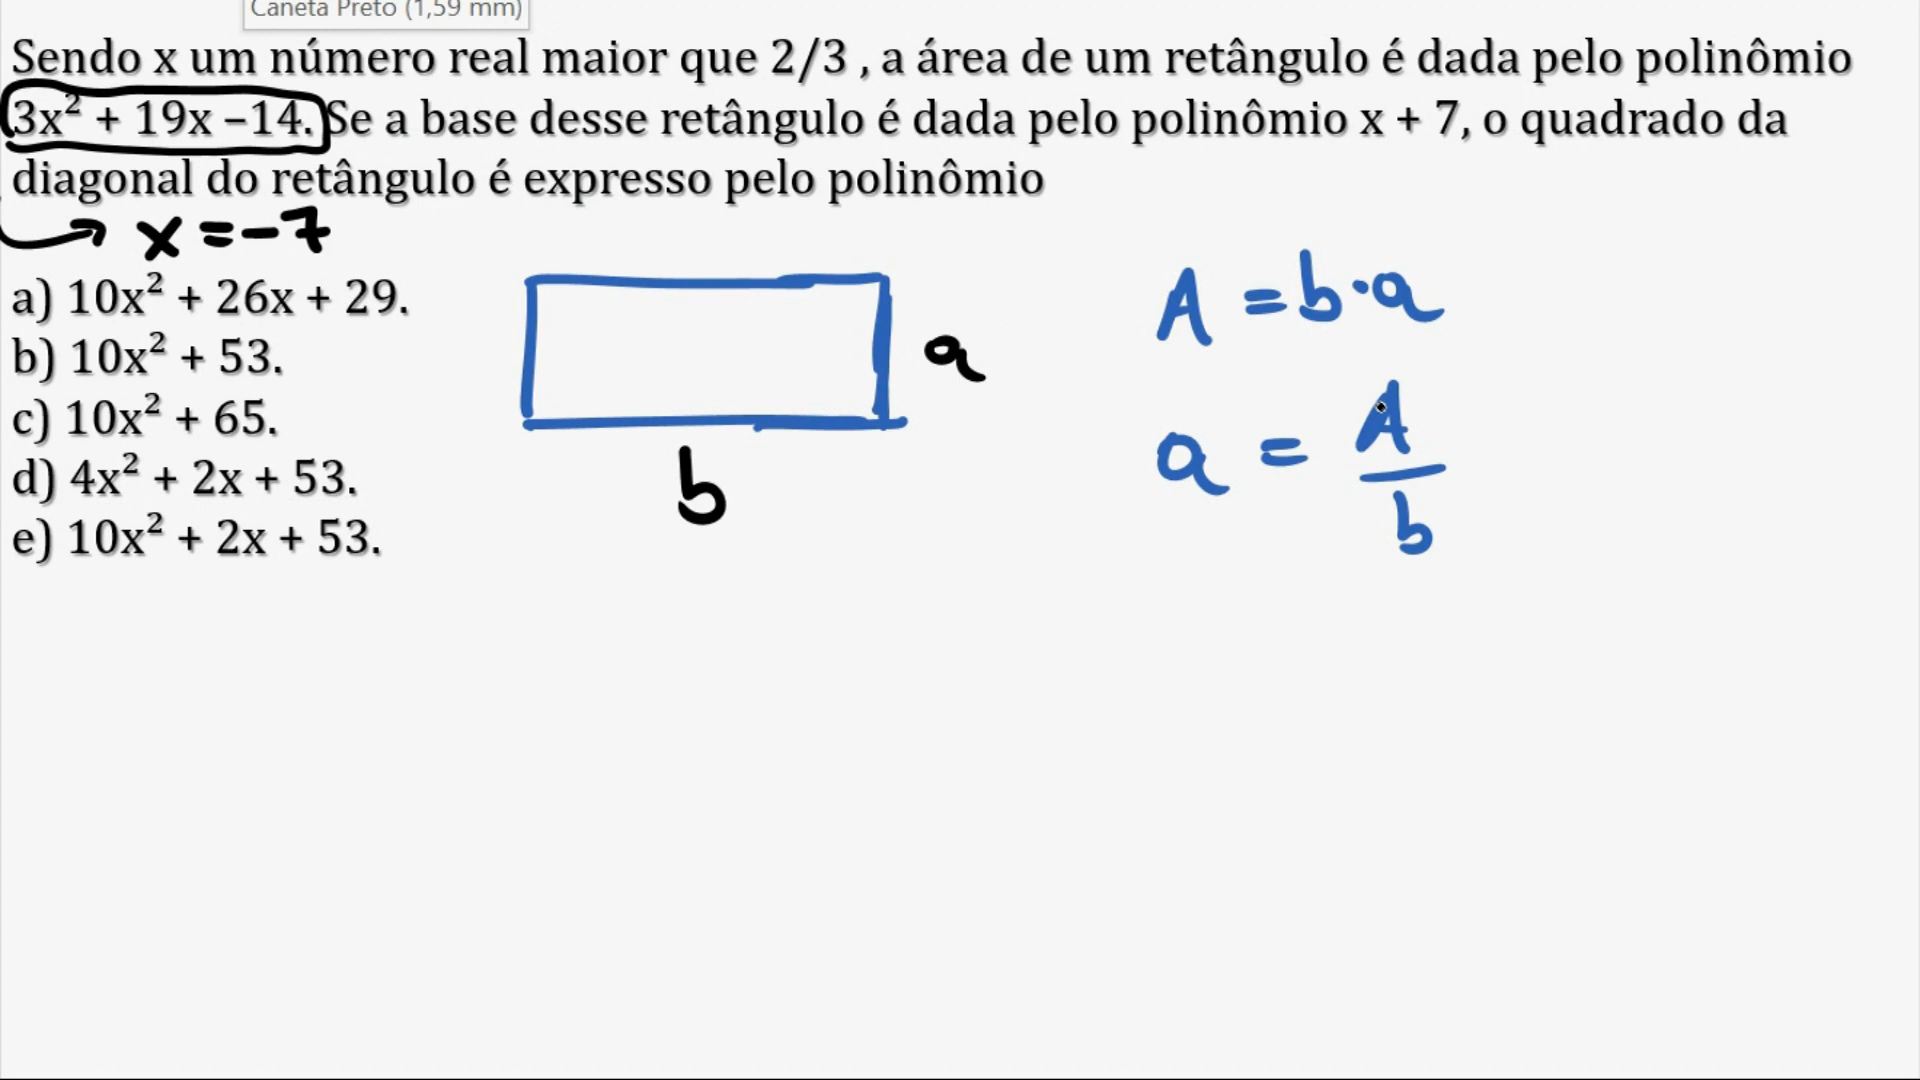 Caneta Preto (1,59 mm)
Sendo x um número real maior que 2/3 , a área de um retângulo é dada pelo polinômio
3x² + 19x –14. Se a base desse retângulo é dada pelo polinômio x + 7, o quadrado da
diagonal do retângulo é expresso pelo polinômio
x = -7
a) 10x² + 26x + 29.
b) 10x² + 53.
c) 10x² + 65.
d) 4x² + 2x + 53.
e) 10x² + 2x + 53.
a
b
A = b·a
a = A/b